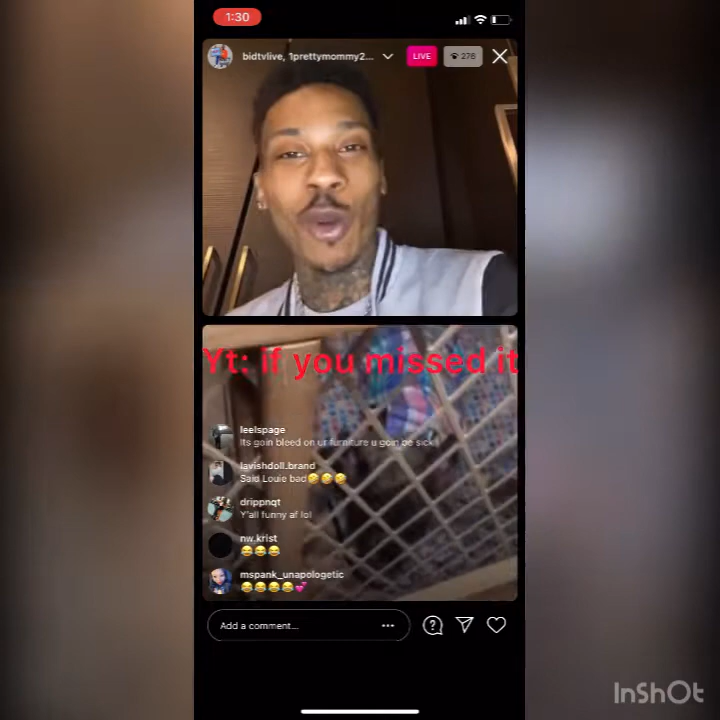 1:30
bidtvlive, 1prettymommy2...
LIVE
276
Yt: if you missed it
leelspage
Its goin bleed on ur furniture u goin be sick!
lavishdoll.brand
Said Louie bad🤣🤣🤣
drippnqt
Y'all funny af lol
nw.krist
😂😂😂
mspank_unapologetic
😂😂😂😂💕
Add a comment...
InShOt